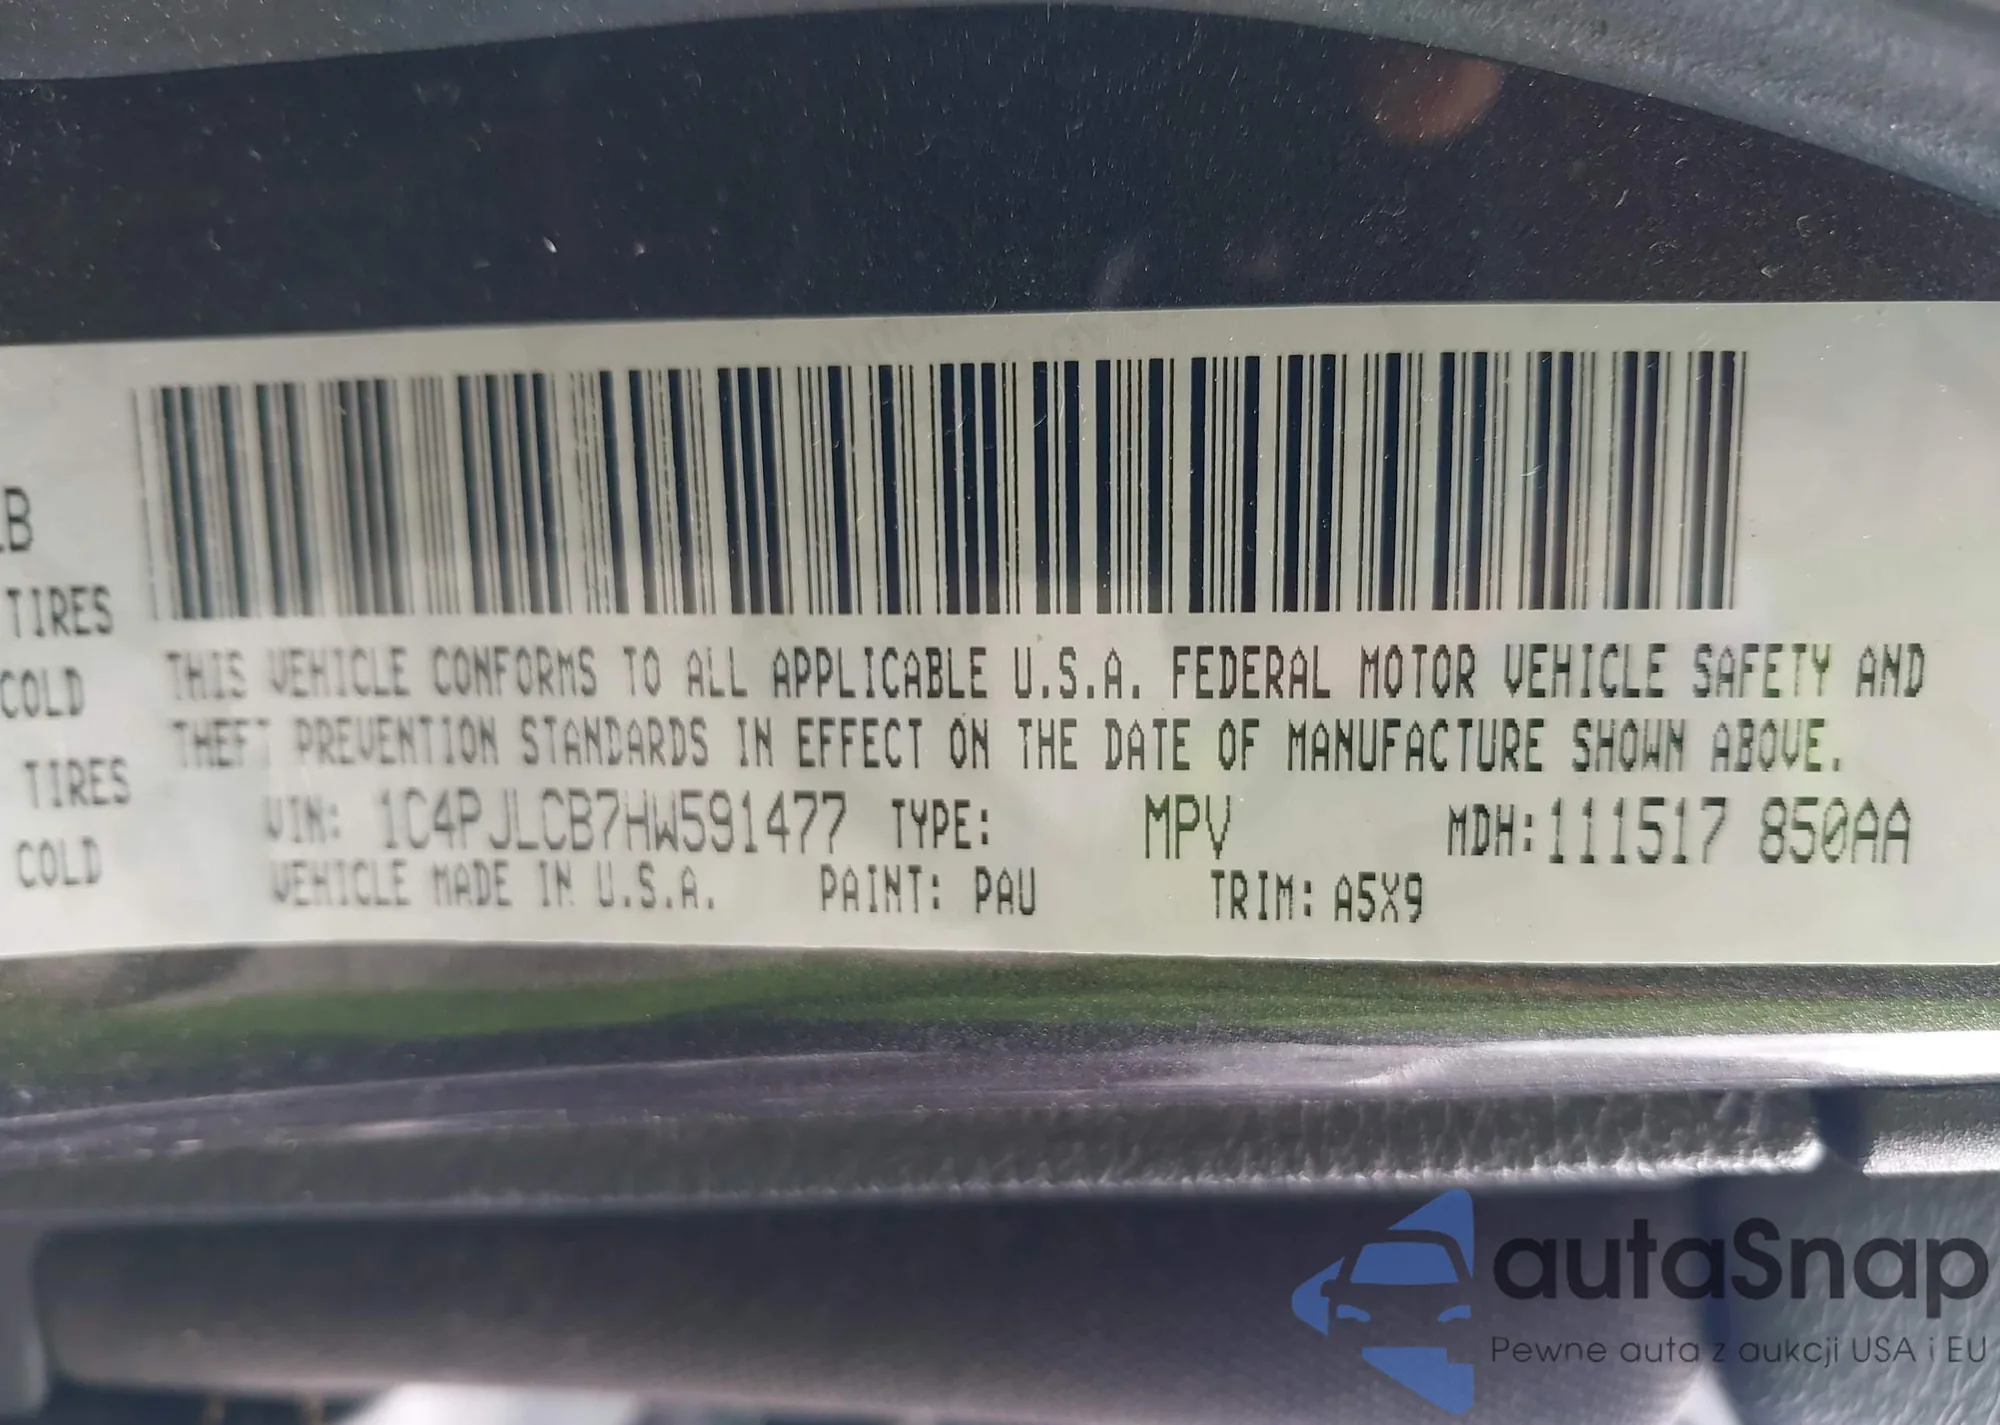 LB
TIRES
COLD
TIRES
COLD
THIS VEHICLE CONFORMS TO ALL APPLICABLE U.S.A. FEDERAL MOTOR VEHICLE SAFETY AND
THEFT PREVENTION STANDARDS IN EFFECT ON THE DATE OF MANUFACTURE SHOWN ABOVE.
VIN: 1C4PJLCB7HW591477 TYPE: MPV MDH:111517 850AA
VEHICLE MADE IN U.S.A. PAINT: PAU TRIM: A5X9
autaSnap
Pewne auta z aukcji USA i EU